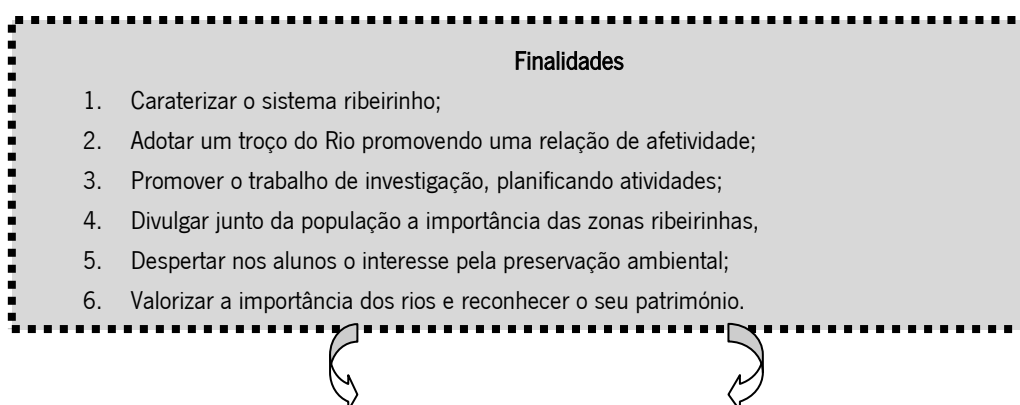 Finalidades
1. Caraterizar o sistema ribeirinho;
2. Adotar um troço do Rio promovendo uma relação de afetividade;
3. Promover o trabalho de investigação, planificando atividades;
4. Divulgar junto da população a importância das zonas ribeirinhas,
5. Despertar nos alunos o interesse pela preservação ambiental;
6. Valorizar a importância dos rios e reconhecer o seu património.